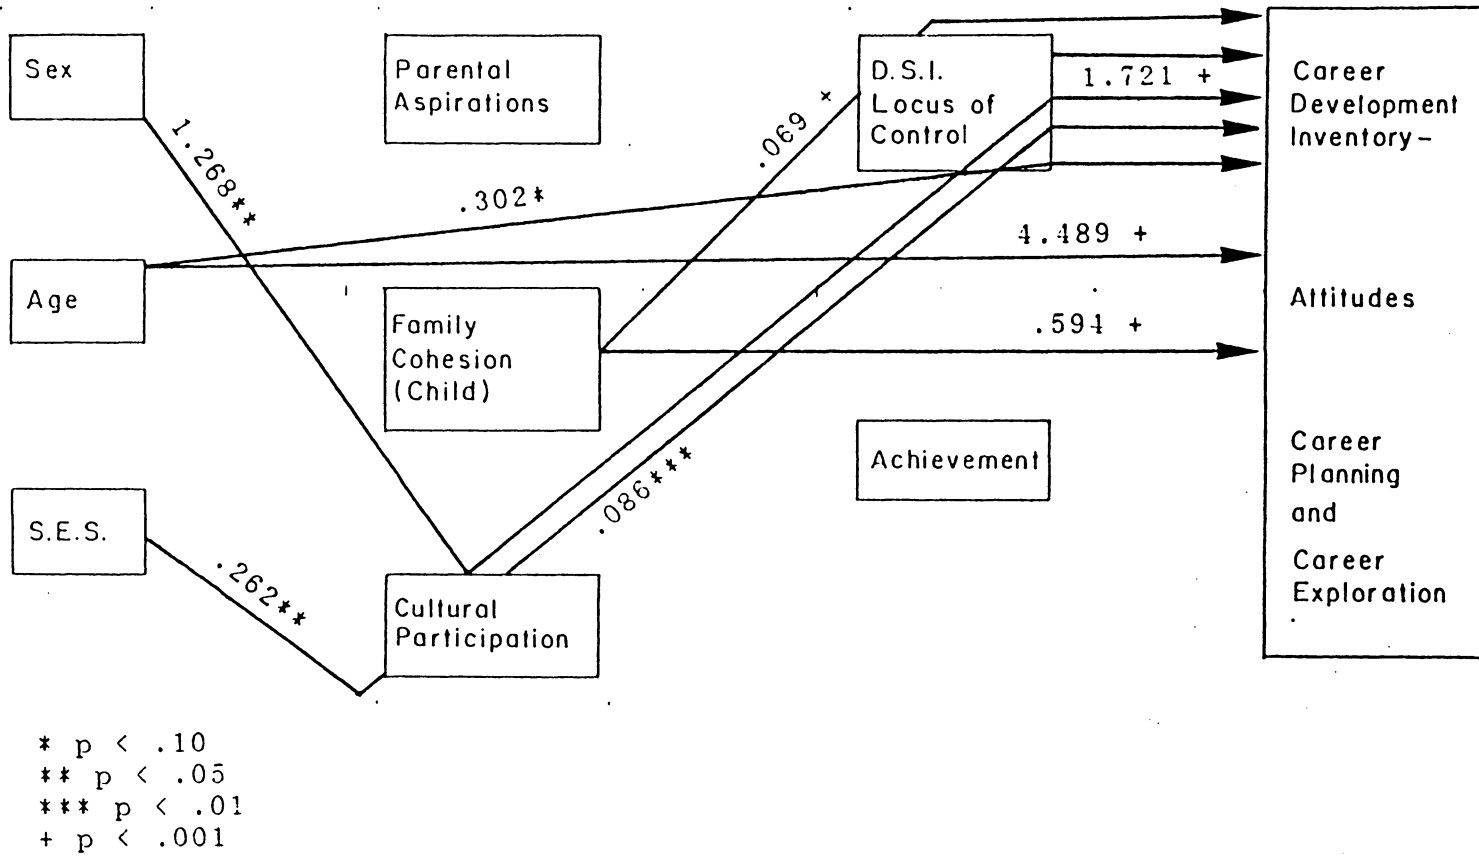 Sex
Parental
Aspirations
D.S.I.
Locus of
Control
1.721 +
Career
Development
Inventory-
1.268**
.069 +
.302*
4.489 +
Age
Family
Cohesion
(Child)
.594 +
Attitudes
Achievement
.086***
Career
Planning
and
Career
Exploration
S.E.S.
.262**
Cultural
Participation
* p < .10
** p < .05
*** p < .01
+ p < .001